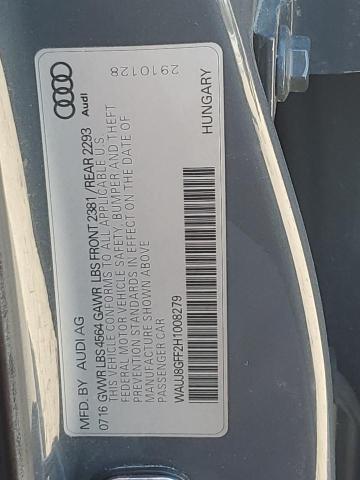 MFD. BY AUDI AG
0716 GVWR LBS 4564 GAWR LBS FRONT 2381 / REAR 2293
THIS VEHICLE CONFORMS TO ALL APPLICABLE U.S.
FEDERAL MOTOR VEHICLE SAFETY, BUMPER, AND THEFT
PREVENTION STANDARDS IN EFFECT ON THE DATE OF
MANUFACTURE SHOWN ABOVE.
PASSENGER CAR
WAUJ8GFF2H1008279
Audi
2910128
HUNGARY